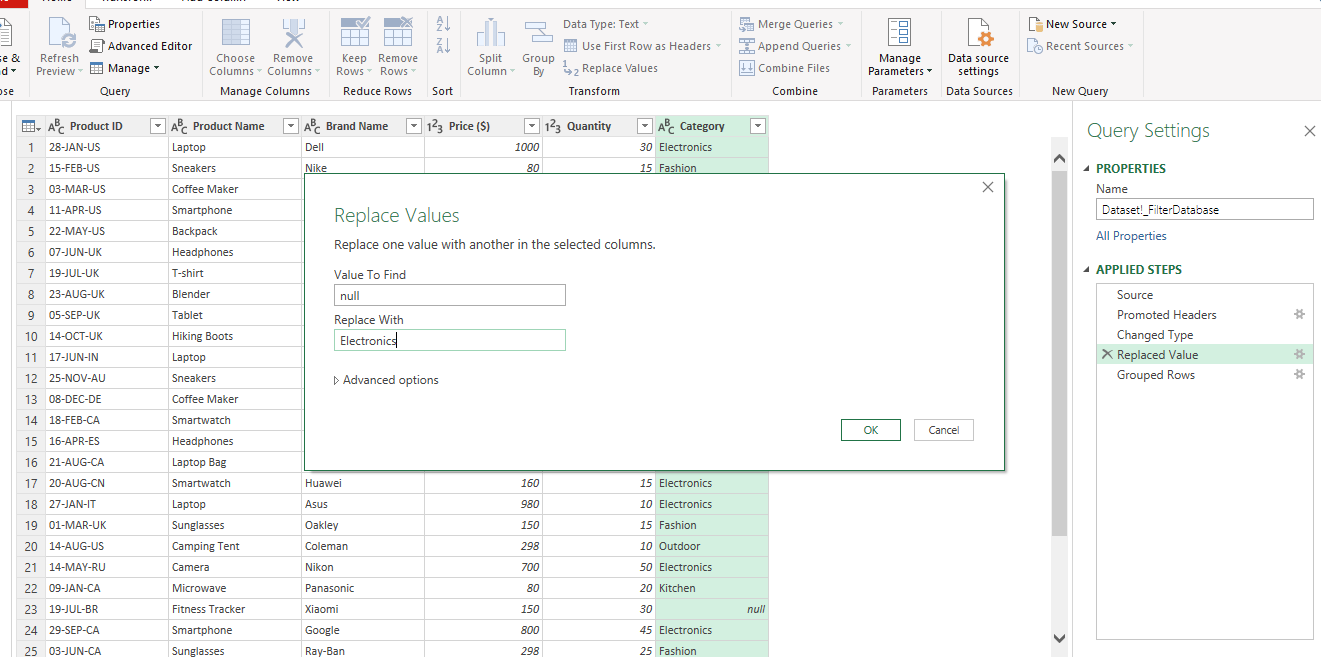 Properties
Advanced Editor
Manage
Refresh
Preview
Query
Choose
Columns
Remove
Columns
Manage Columns
Keep
Rows
Remove
Rows
Reduce Rows
Sort
Split
Column
Group
By
Data Type: Text
Use First Row as Headers
Replace Values
Transform
Merge Queries
Append Queries
Combine Files
Combine
Manage
Parameters
Parameters
Data source
settings
Data Sources
New Source
Recent Sources
New Query
Product ID Product Name Brand Name Price ($) Quantity Category
1 28-JAN-US Laptop Dell 1000 30 Electronics
2 15-FEB-US Sneakers Nike 80 15 Fashion
3 03-MAR-US Coffee Maker
4 11-APR-US Smartphone
5 22-MAY-US Backpack
6 07-JUN-UK Headphones
7 19-JUL-UK T-shirt
8 23-AUG-UK Blender
9 05-SEP-UK Tablet
10 14-OCT-UK Hiking Boots
11 17-JUN-IN Laptop
12 25-NOV-AU Sneakers
13 08-DEC-DE Coffee Maker
14 18-FEB-CA Smartwatch
15 16-APR-ES Headphones
16 21-AUG-CA Laptop Bag
17 20-AUG-CN Smartwatch Huawei 160 15 Electronics
18 27-JAN-IT Laptop Asus 980 10 Electronics
19 01-MAR-UK Sunglasses Oakley 150 15 Fashion
20 14-AUG-US Camping Tent Coleman 298 10 Outdoor
21 14-MAY-RU Camera Nikon 700 50 Electronics
22 09-JAN-CA Microwave Panasonic 80 20 Kitchen
23 19-JUL-BR Fitness Tracker Xiaomi 150 30 null
24 29-SEP-CA Smartphone Google 800 45 Electronics
25 03-JUN-CA Sunglasses Ray-Ban 298 25 Fashion
Replace Values
Replace one value with another in the selected columns.
Value To Find
null
Replace With
Electronics
Advanced options
OK Cancel
Query Settings
PROPERTIES
Name
Dataset!_FilterDatabase
All Properties
APPLIED STEPS
Source
Promoted Headers
Changed Type
Replaced Value
Grouped Rows